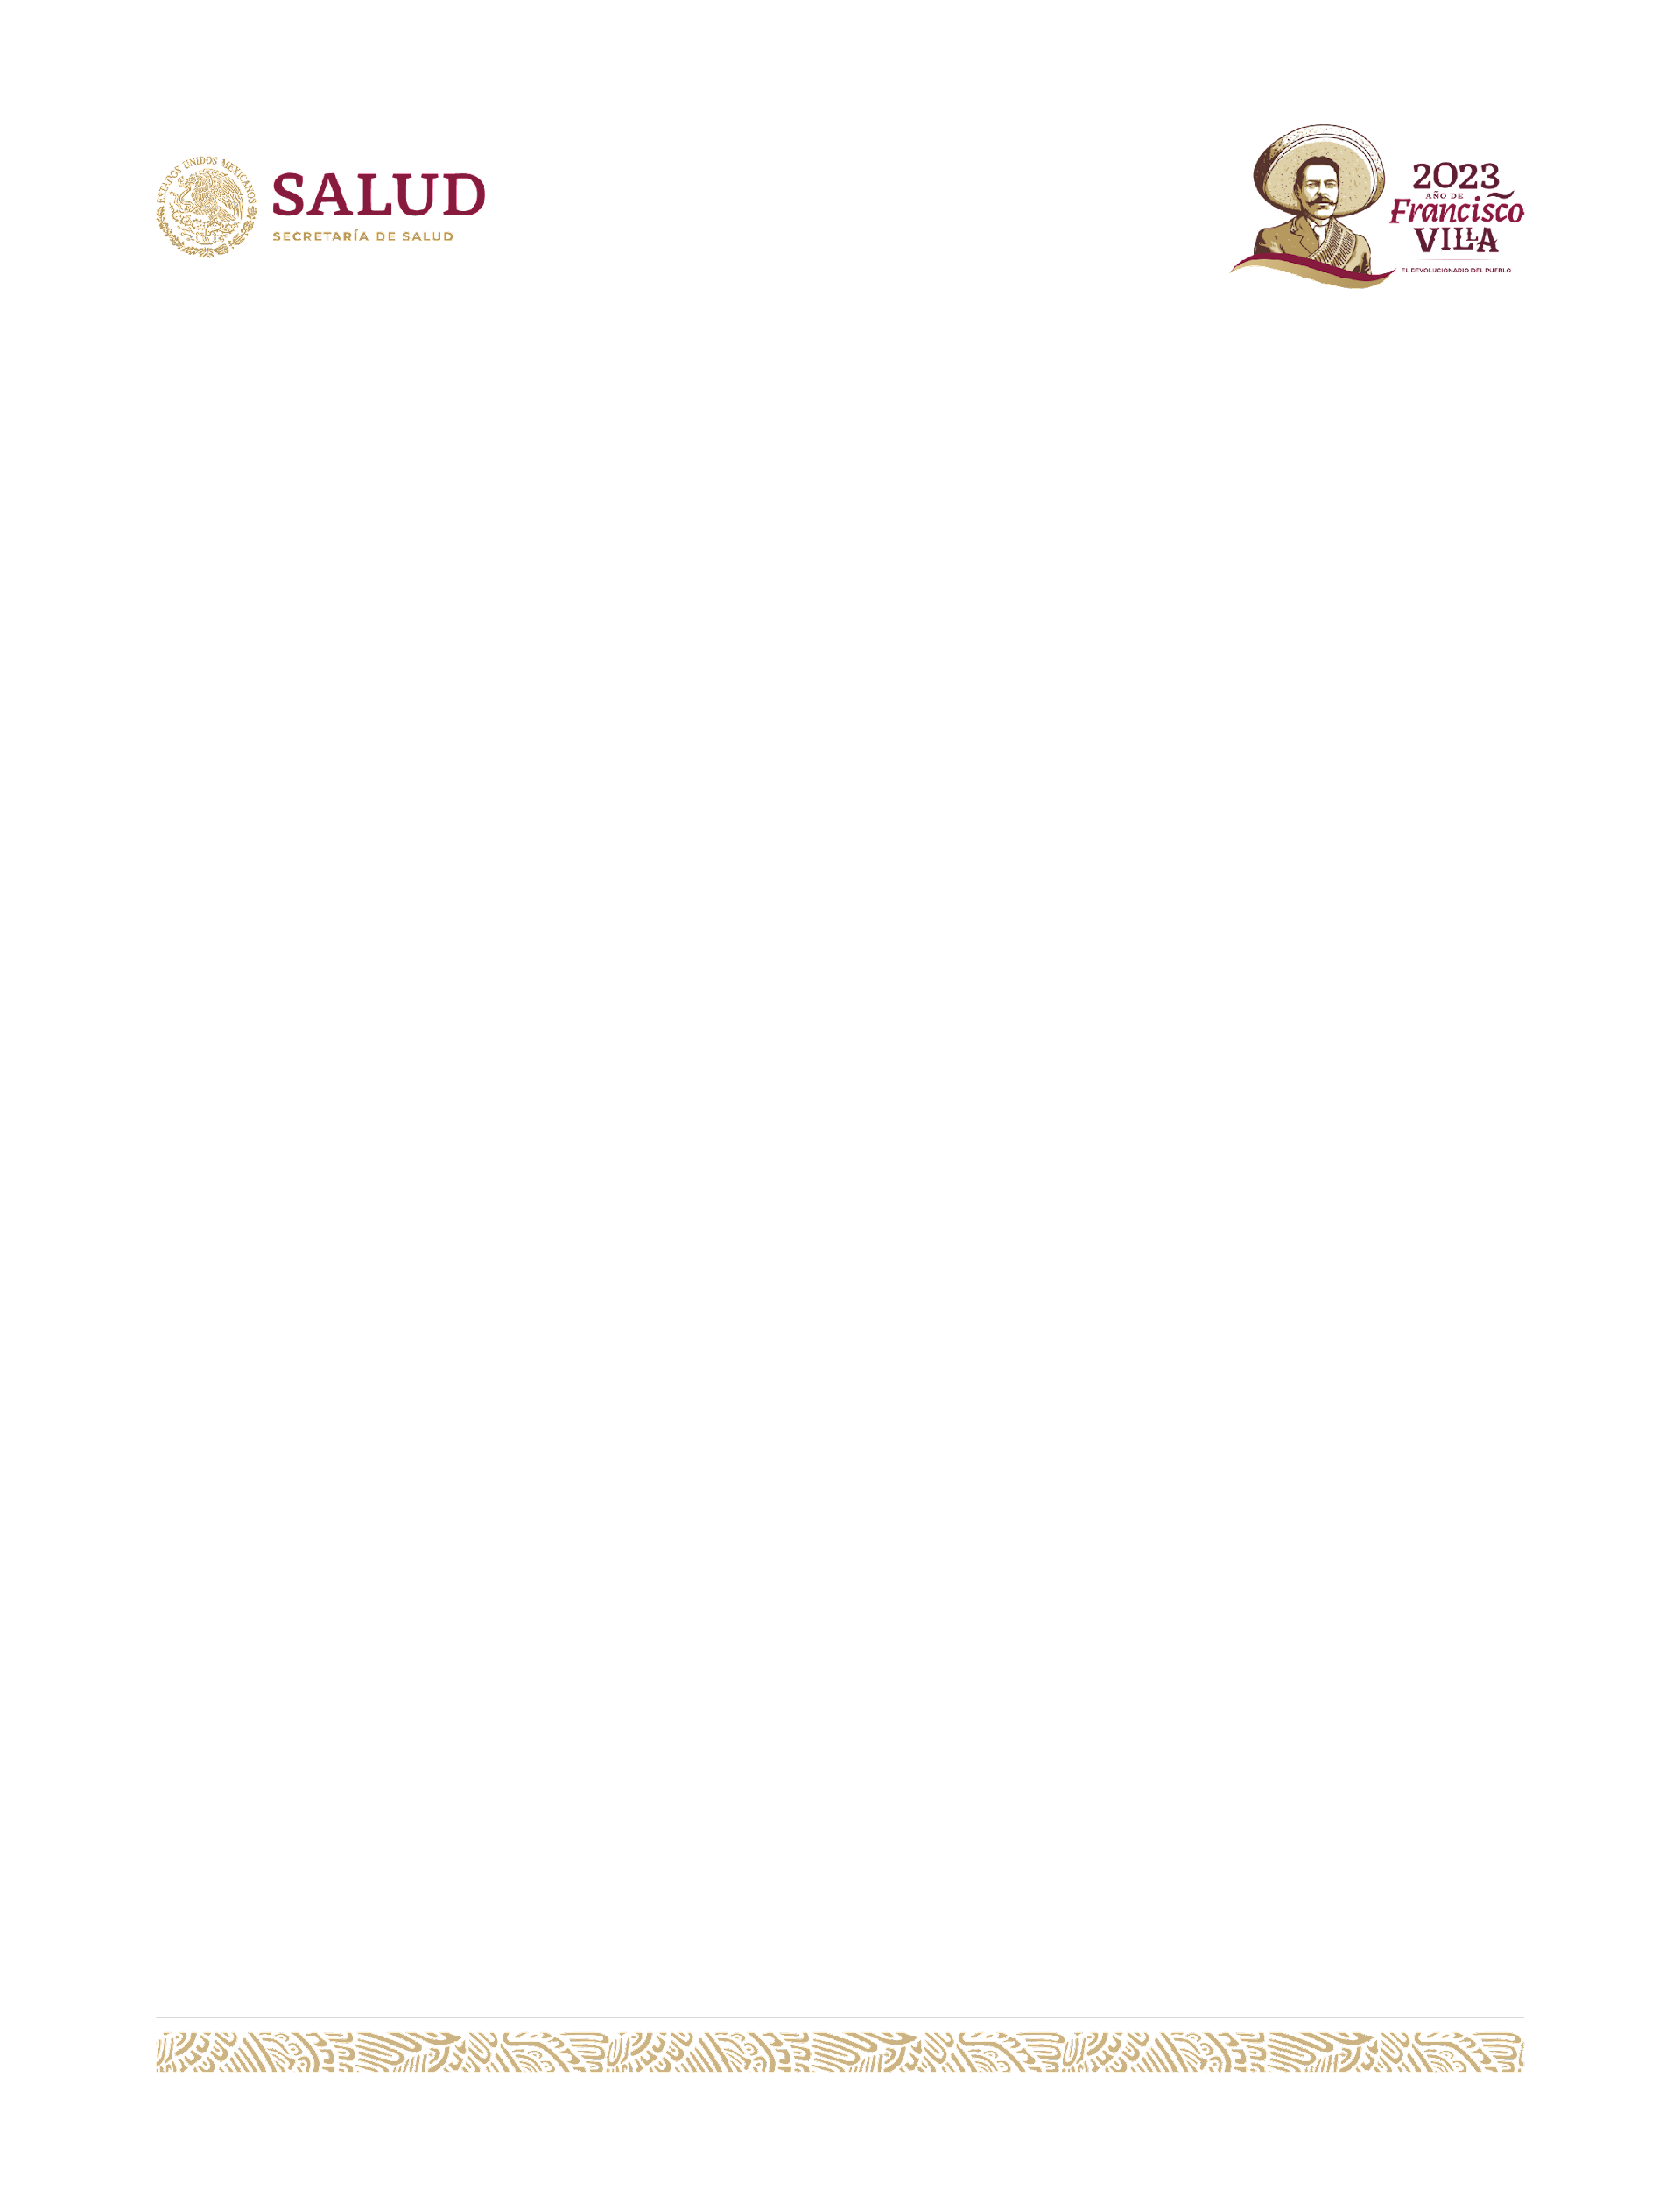 ESTADOS UNIDOS MEXICANOS
SALUD
SECRETARÍA DE SALUD
2023
AÑO DE
Francisco
VILLA
EL REVOLUCIONARIO DEL PUEBLO